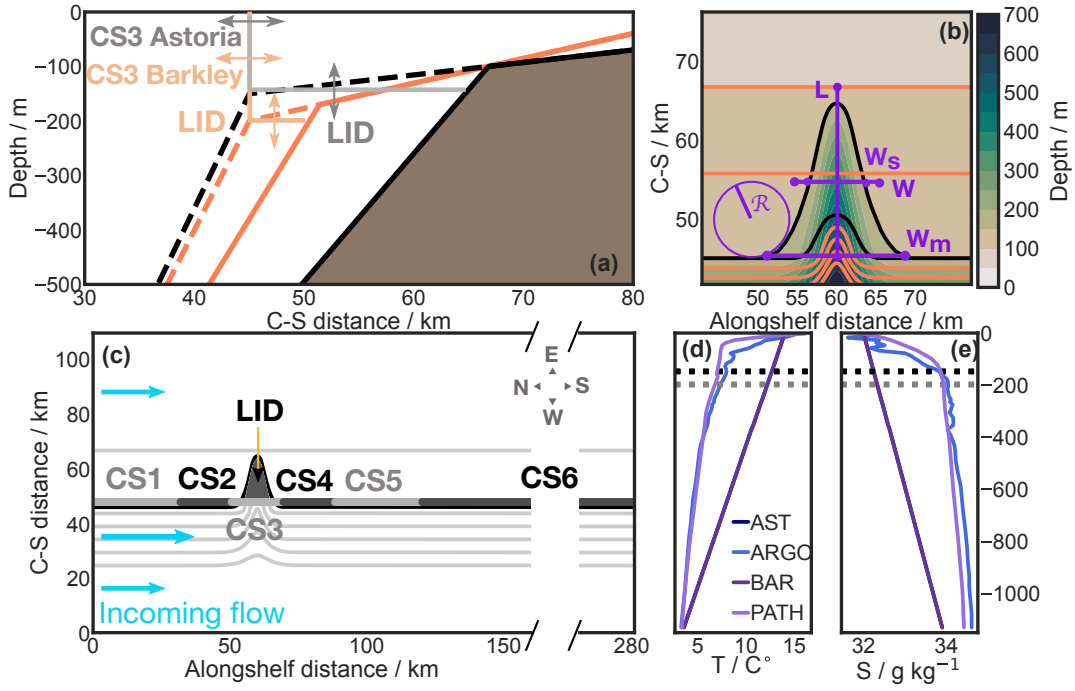 0
−100
−200
−300
−400
−500
Depth / m
CS3 Astoria
CS3 Barkley
LID
LID
(a)
30
40
50
60
70
80
C-S distance / km
(b)
70
60
50
C-S / km
L
Ws
W
Wm
ℛ
50
55
60
65
70
Alongshelf distance / km
700
600
500
400
300
200
100
0
Depth / m
(c)
100
80
60
40
20
0
C-S distance / km
E
N
S
W
LID
CS1
CS2
CS4
CS5
CS6
CS3
Incoming flow
0
50
100
150
280
Alongshelf distance / km
(d)
AST
ARGO
BAR
PATH
5
10
15
T / C°
(e)
0
−200
−400
−600
−800
−1000
32
34
S / g kg⁻¹